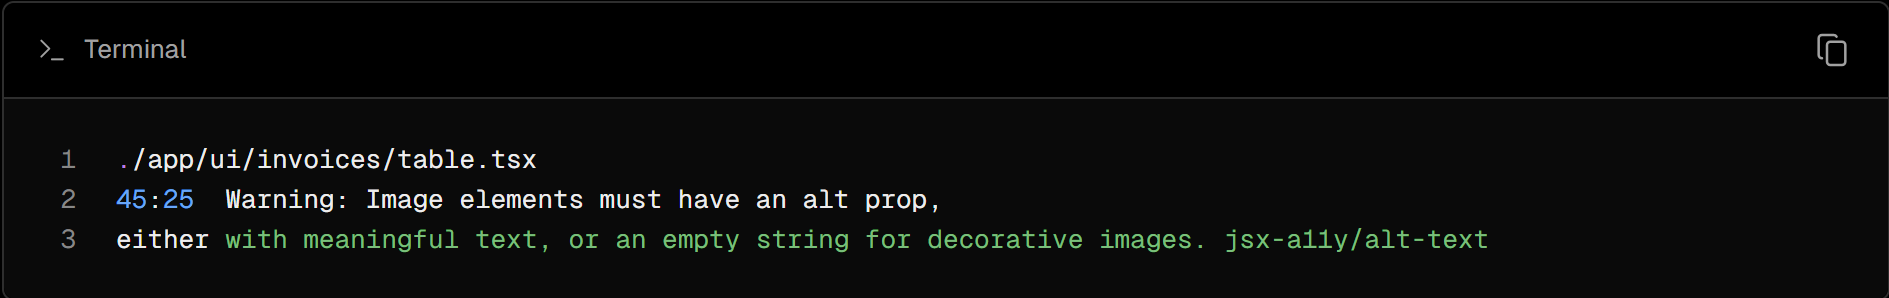 >_ Terminal
1 ./app/ui/invoices/table.tsx
2 45:25  Warning: Image elements must have an alt prop,
3 either with meaningful text, or an empty string for decorative images. jsx-a11y/alt-text